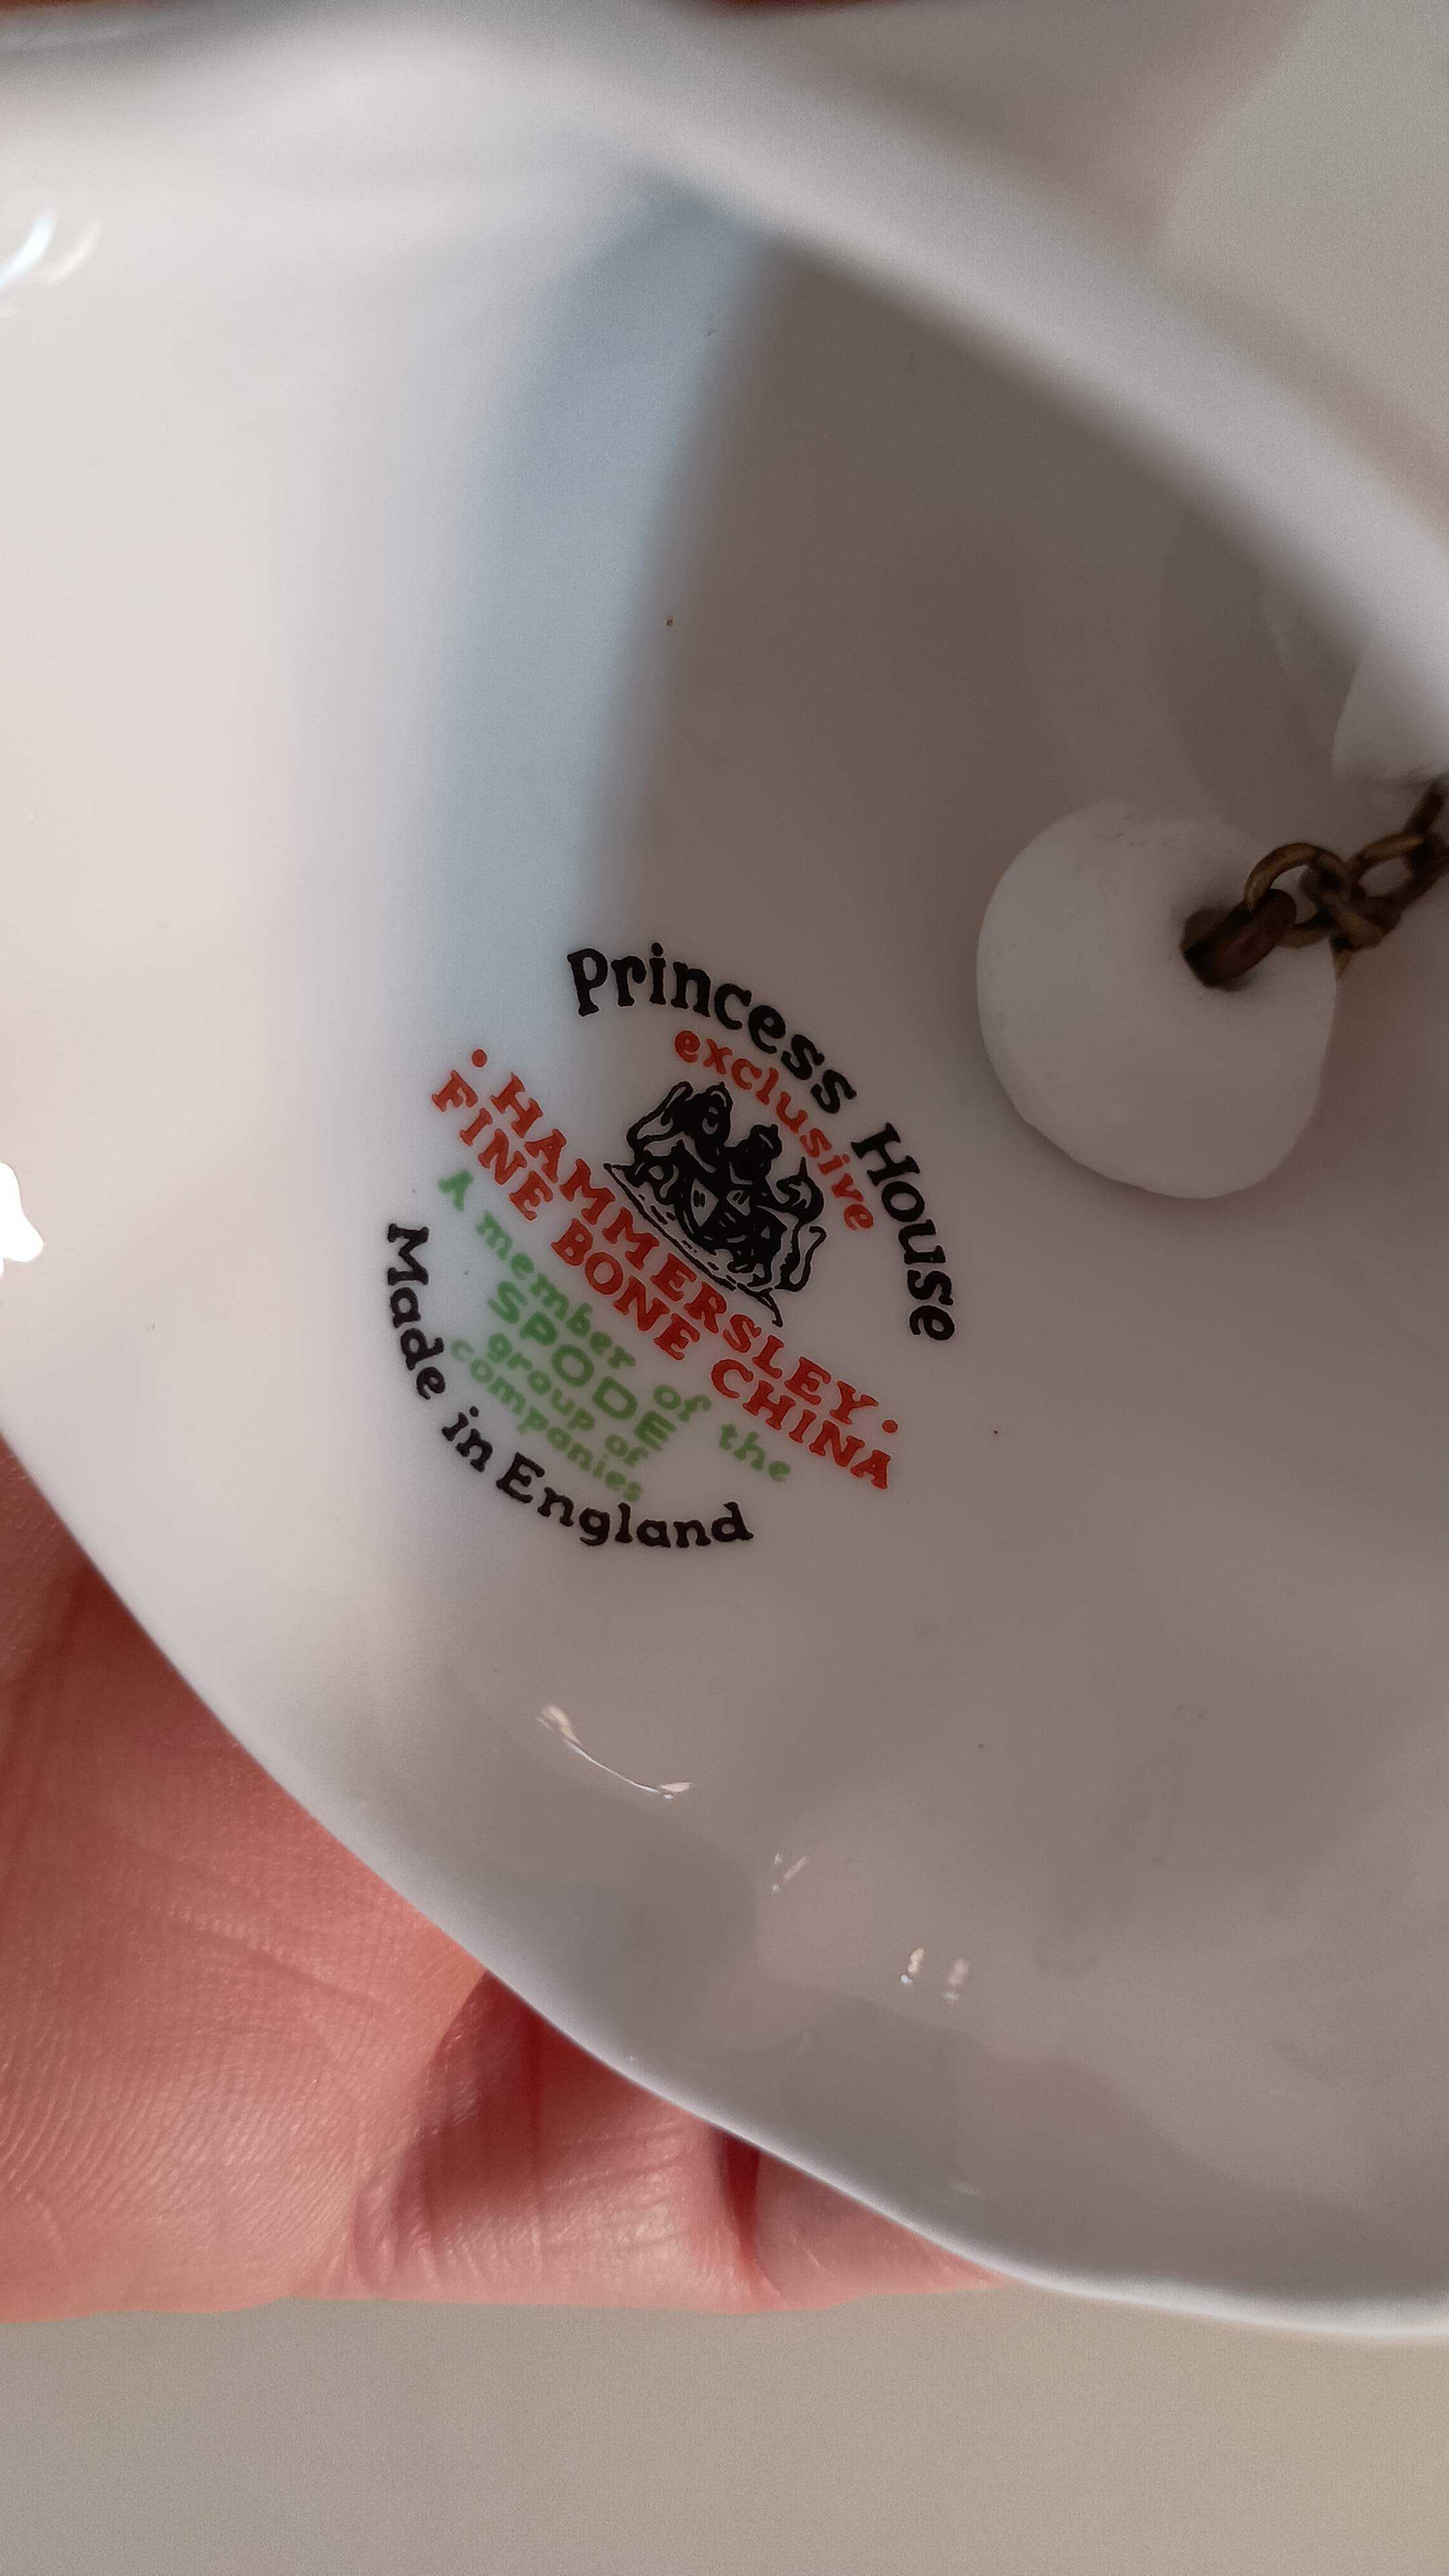 Princess House
exclusive
· HAMMERSLEY ·
FINE BONE CHINA
A member of the
SPODE
group of
companies
Made in England